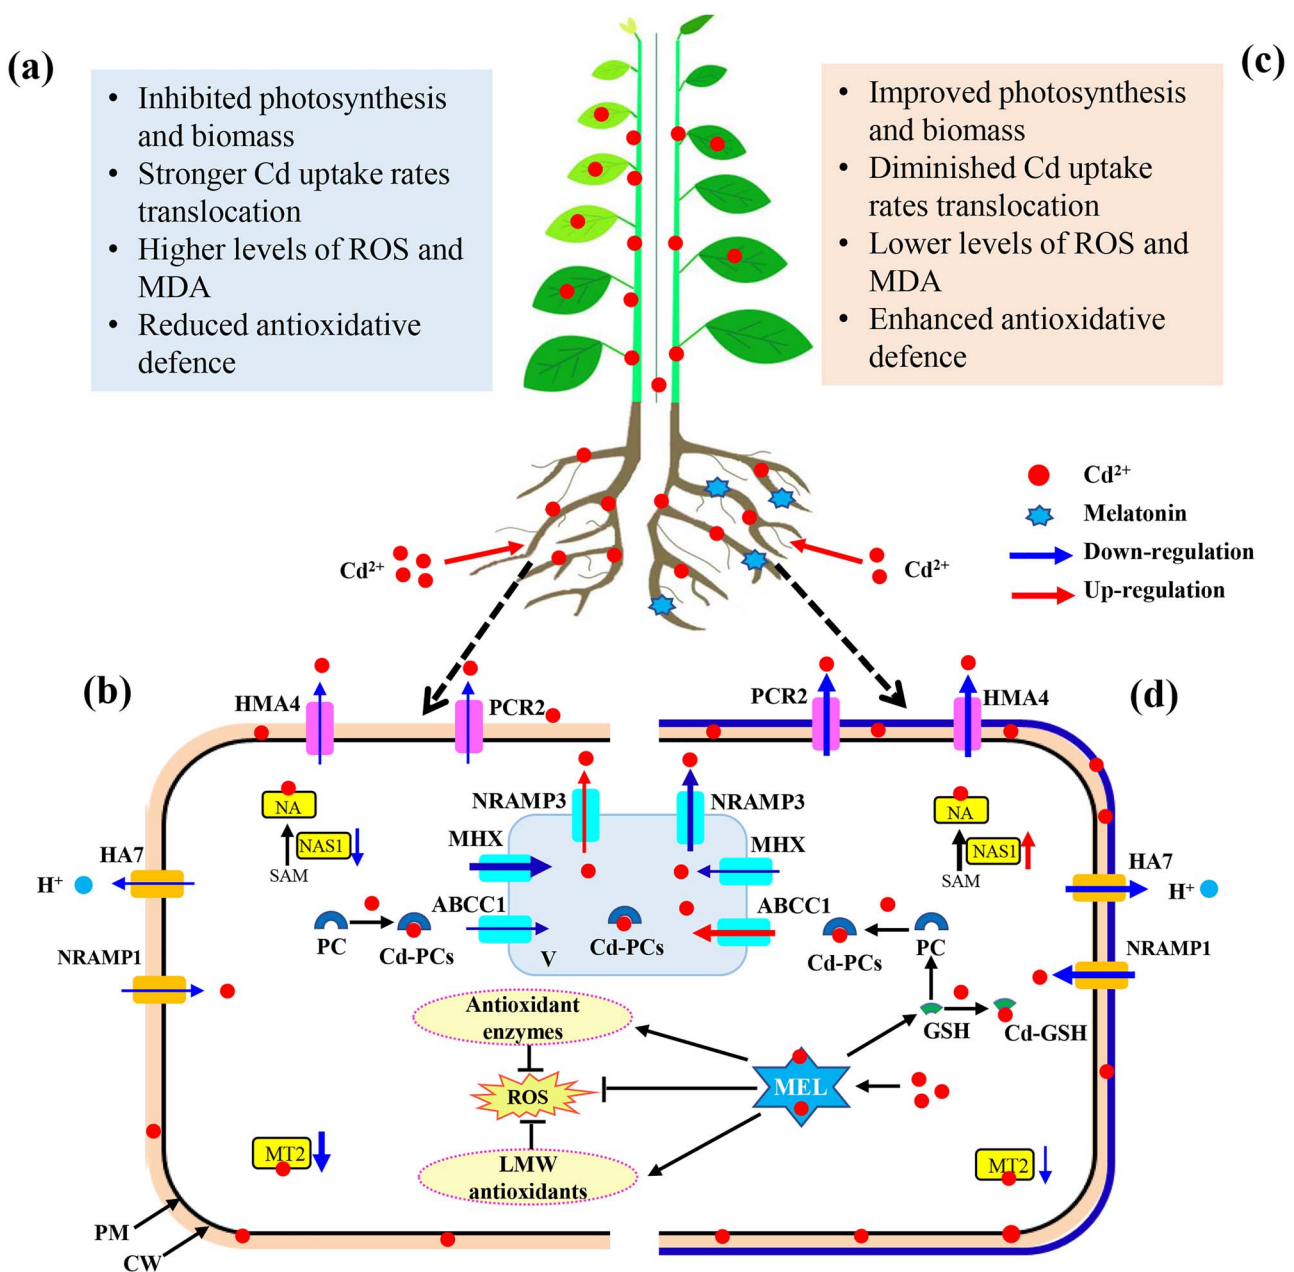 (a)
• Inhibited photosynthesis
and biomass
• Stronger Cd uptake rates
translocation
• Higher levels of ROS and
MDA
• Reduced antioxidative
defence
(c)
• Improved photosynthesis
and biomass
• Diminished Cd uptake
rates translocation
• Lower levels of ROS and
MDA
• Enhanced antioxidative
defence
Cd²⁺
Melatonin
Down-regulation
Up-regulation
Cd²⁺
Cd²⁺
(b)
HMA4
PCR2
PCR2
HMA4
(d)
NRAMP3
NRAMP3
NA
NAS1
SAM
MHX
MHX
NA
NAS1
SAM
HA7
H⁺
HA7
H⁺
ABCC1
ABCC1
PC
Cd-PCs
Cd-PCs
V
Cd-PCs
PC
NRAMP1
NRAMP1
Antioxidant
enzymes
GSH
Cd-GSH
ROS
MEL
MT2
LMW
antioxidants
MT2
PM
CW